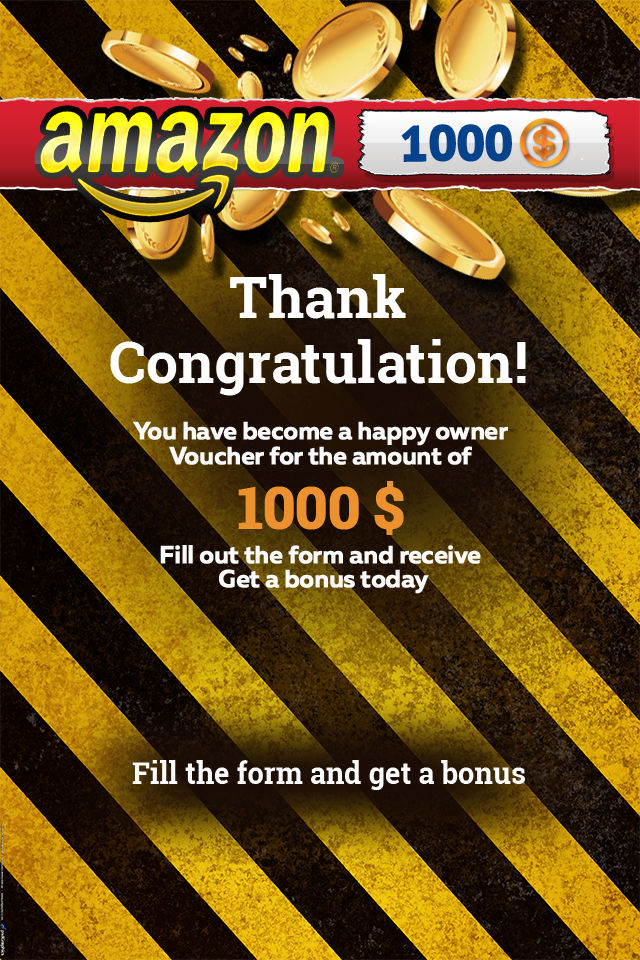 amazon
1000 $
Thank
Congratulation!
You have become a happy owner
Voucher for the amount of
1000 $
Fill out the form and receive
Get a bonus today
Fill the form and get a bonus